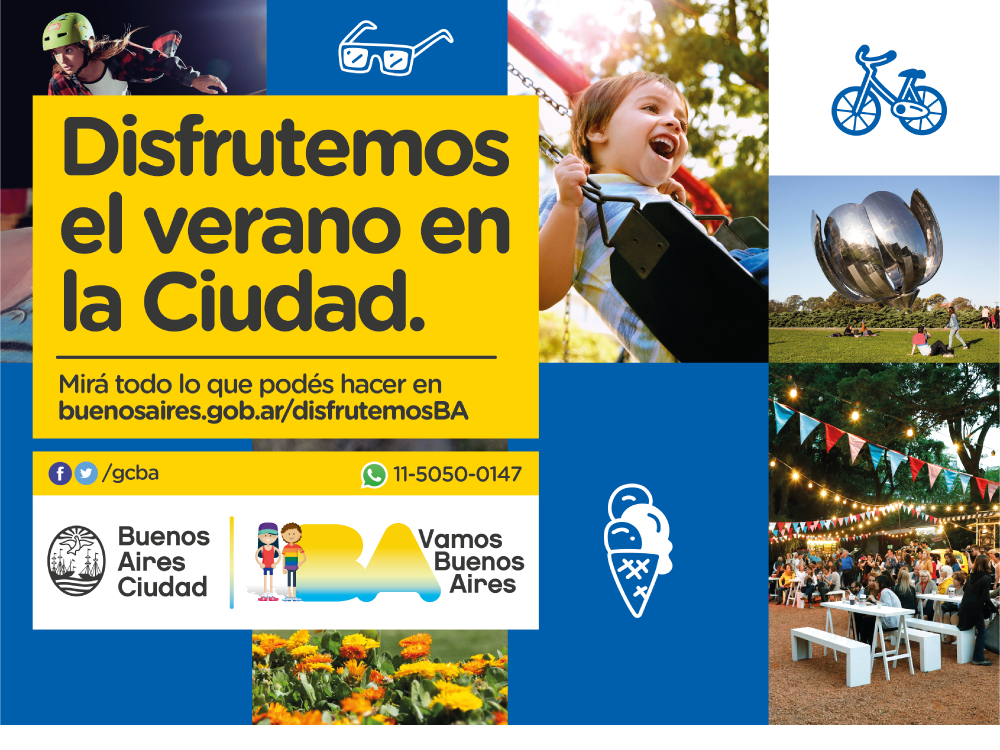 Disfrutemos
el verano en
la Ciudad.
Mirá todo lo que podés hacer en
buenosaires.gob.ar/disfrutemosBA
/gcba
11-5050-0147
Buenos
Aires
Ciudad
BA
Vamos
Buenos
Aires